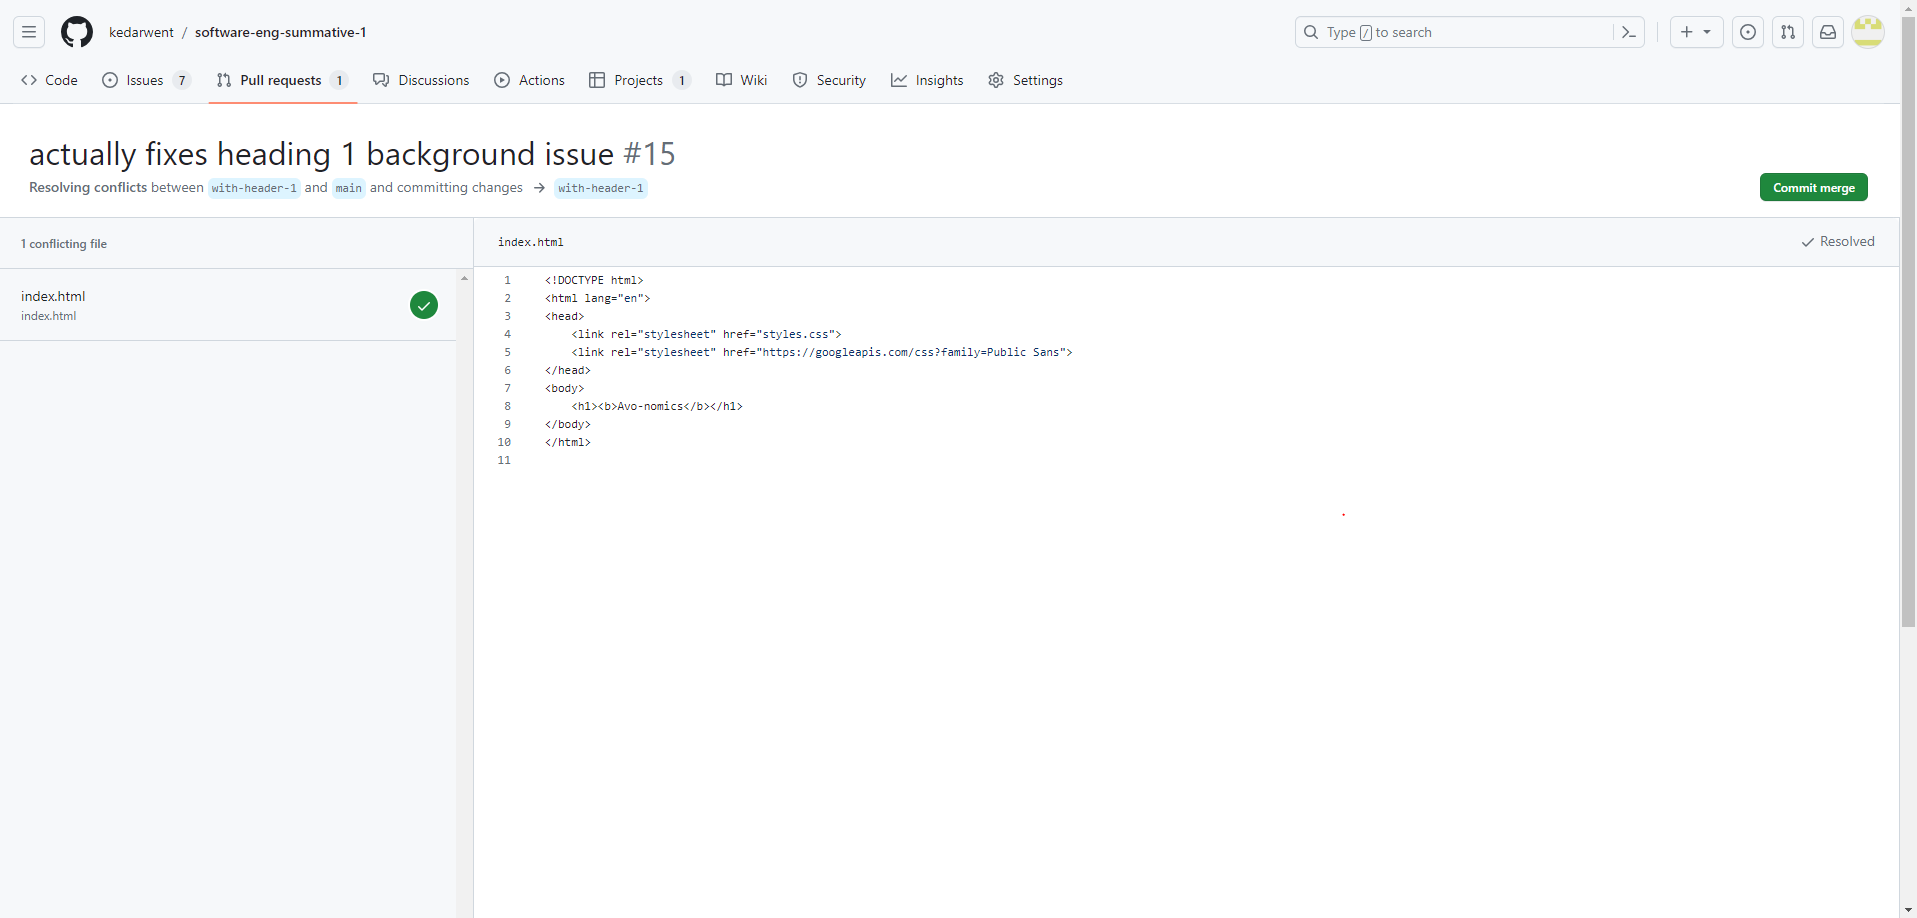 kedarwent / software-eng-summative-1
Type / to search
Code Issues 7 Pull requests 1 Discussions Actions Projects 1 Wiki Security Insights Settings
actually fixes heading 1 background issue #15
Resolving conflicts between with-header-1 and main and committing changes → with-header-1
Commit merge
1 conflicting file
index.html
index.html
index.html
Resolved
1 <!DOCTYPE html>
2 <html lang="en">
3 <head>
4 <link rel="stylesheet" href="styles.css">
5 <link rel="stylesheet" href="https://googleapis.com/css?family=Public Sans">
6 </head>
7 <body>
8 <h1><b>Avo-nomics</b></h1>
9 </body>
10 </html>
11